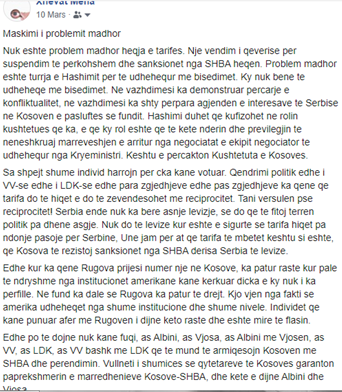 Xhevat Meha
10 Mars
Maskimi i problemit madhor
Nuk eshte problem madhor heqja e tarifes. Nje vendim i qeverise per
suspendim te perkohshem dhe sanksionet nga SHBA heqen. Problem madhor
eshte turrja e Hashimit per te udhehequr me bisedimet. Ky nuk bene te
udheheqe me bisedimet. Ne vazhdimesi ka demonstruar percarje e
konfliktualitet, ne vazhdimesi ka shty perpara agjenden e interesave te Serbise
ne Kosoven e pasluftes se fundit. Hashimi duhet qe kufizohet ne rolin
kushtetues qe ka, e qe ky rol eshte qe te kete nderin dhe previlegjin te
neneshkruaj marreveshjen e arritur nga negociatat e ekipit negociator te
udhehequr nga Kryeministri. Keshtu e percakton Kushtetuta e Kosoves.
Sa shpejt shume individ harrojn per cka kane votuar. Qendrimi politik edhe i
VV-se edhe i LDK-se edhe para zgjedhjeve edhe pas zgjedhjeve ka qene qe
tarifa do te hiqet e do te zevendesohet me reciprocitet. Tani versulen pse
reciprocitet! Serbia ende nuk ka bere asnje levizje, se do qe te fitoj terren
politik pa dhene asgje. Nuk do te levize kur eshte e sigurte se tarifa hiqet pa
ndonje pasoje per Serbine, Une jam per at qe tarifa te mbetet keshtu si eshte,
qe Kosova te rezistoj sanksionet nga SHBA derisa Serbia te levize.
Edhe kur ka qene Rugova prijesi numer nje ne Kosove, ka patur raste kur pale
te ndryshme nga institucionet amerikane kane kerkuar dicka e ky nuk i ka
perfille. Ne fund ka dale se Rugova ka patur te drejt. Kjo vjen nga fakti se
amerika udheheqet nga shume institucione dhe shume nivele. Individet qe
kane punuar afer me Rugoven i dijne keto raste dhe eshte mire te flasin.
Edhe po te dojne nuk kane fuqi, as Albini, as Vjosa, as Albini me Vjosen, as
VV, as LDK, as VV bashk me LDK qe te mund te armiqesojn Kosoven me
SHBA dhe perendimin. Vullneti i shumices se qytetareve te Kosoves garanton
paprekshmerin e marredhenieve Kosove-SHBA, dhe kete e dijne Albini dhe
Vjosa